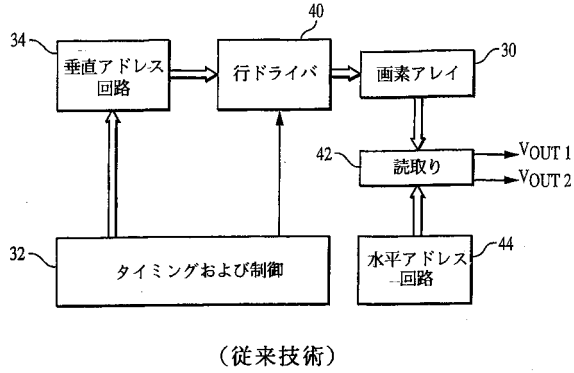 34
40
30
垂直アドレス
回路
行ドライバ
画素アレイ
42
読取り
VOUT 1
VOUT 2
32
タイミングおよび制御
44
水平アドレス
回路
(従来技術)